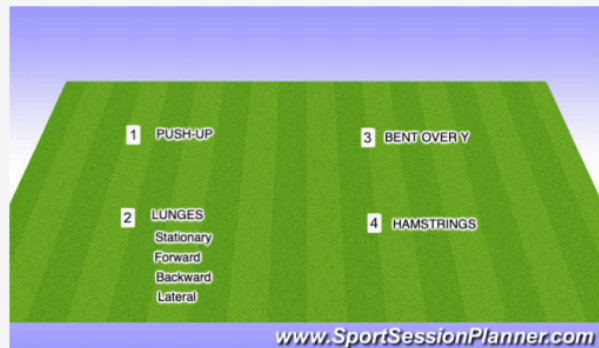 1 PUSH-UP
2 LUNGES
Stationary
Forward
Backward
Lateral
3 BENT OVER Y
4 HAMSTRINGS
www.SportSessionPlanner.com